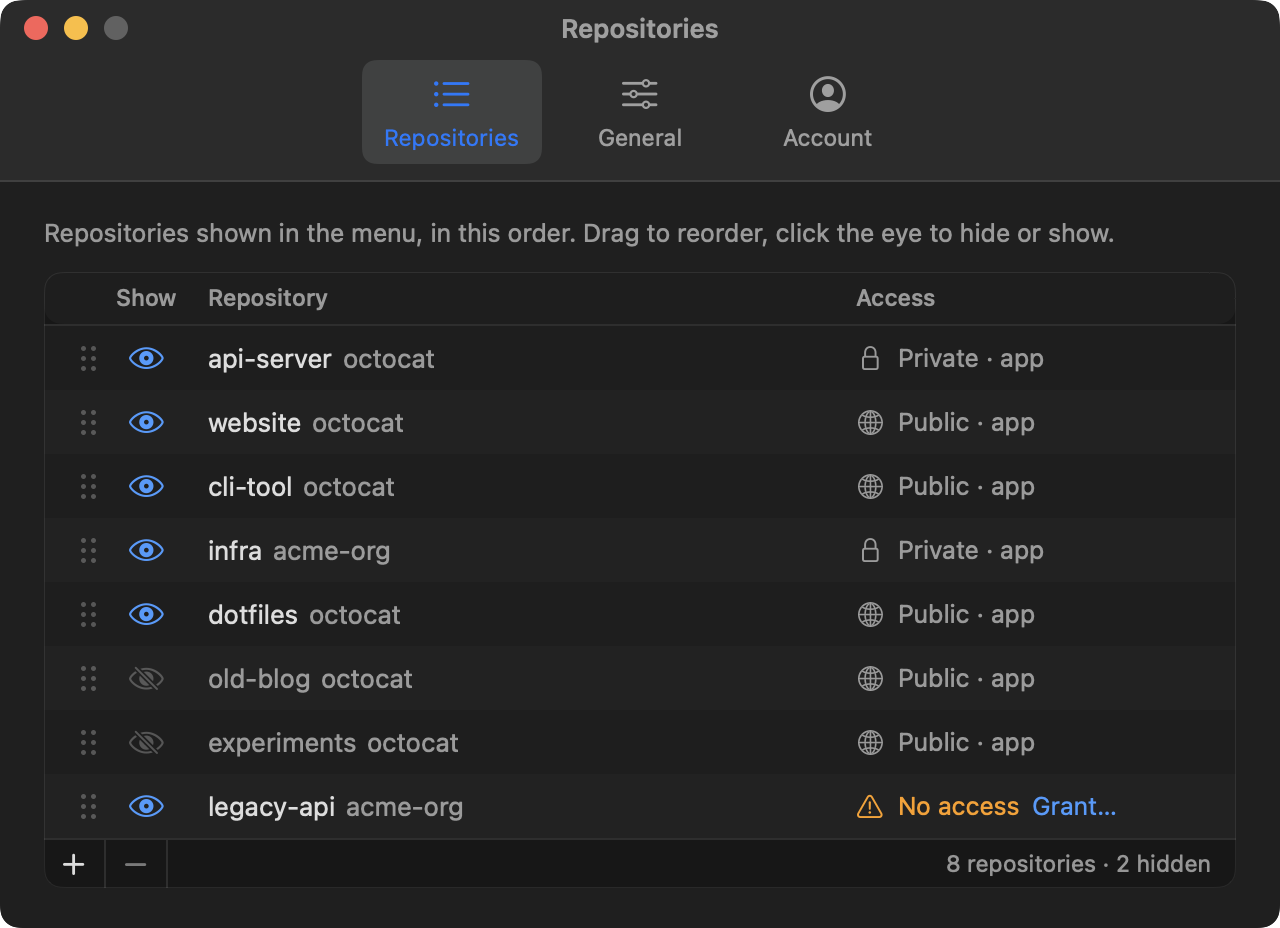 Repositories
Repositories General Account
Repositories shown in the menu, in this order. Drag to reorder, click the eye to hide or show.
Show Repository Access
api-server octocat Private · app
website octocat Public · app
cli-tool octocat Public · app
infra acme-org Private · app
dotfiles octocat Public · app
old-blog octocat Public · app
experiments octocat Public · app
legacy-api acme-org No access Grant...
8 repositories · 2 hidden